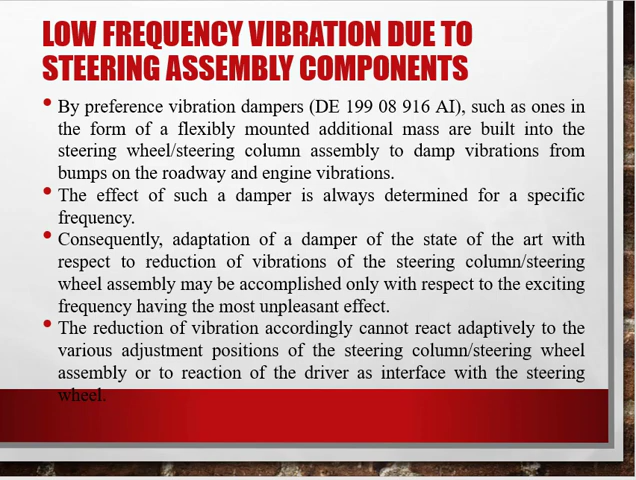 LOW FREQUENCY VIBRATION DUE TO
STEERING ASSEMBLY COMPONENTS
• By preference vibration dampers (DE 199 08 916 AI), such as ones in
the form of a flexibly mounted additional mass are built into the
steering wheel/steering column assembly to damp vibrations from
bumps on the roadway and engine vibrations.
• The effect of such a damper is always determined for a specific
frequency.
• Consequently, adaptation of a damper of the state of the art with
respect to reduction of vibrations of the steering column/steering
wheel assembly may be accomplished only with respect to the exciting
frequency having the most unpleasant effect.
• The reduction of vibration accordingly cannot react adaptively to the
various adjustment positions of the steering column/steering wheel
assembly or to reaction of the driver as interface with the steering
wheel.